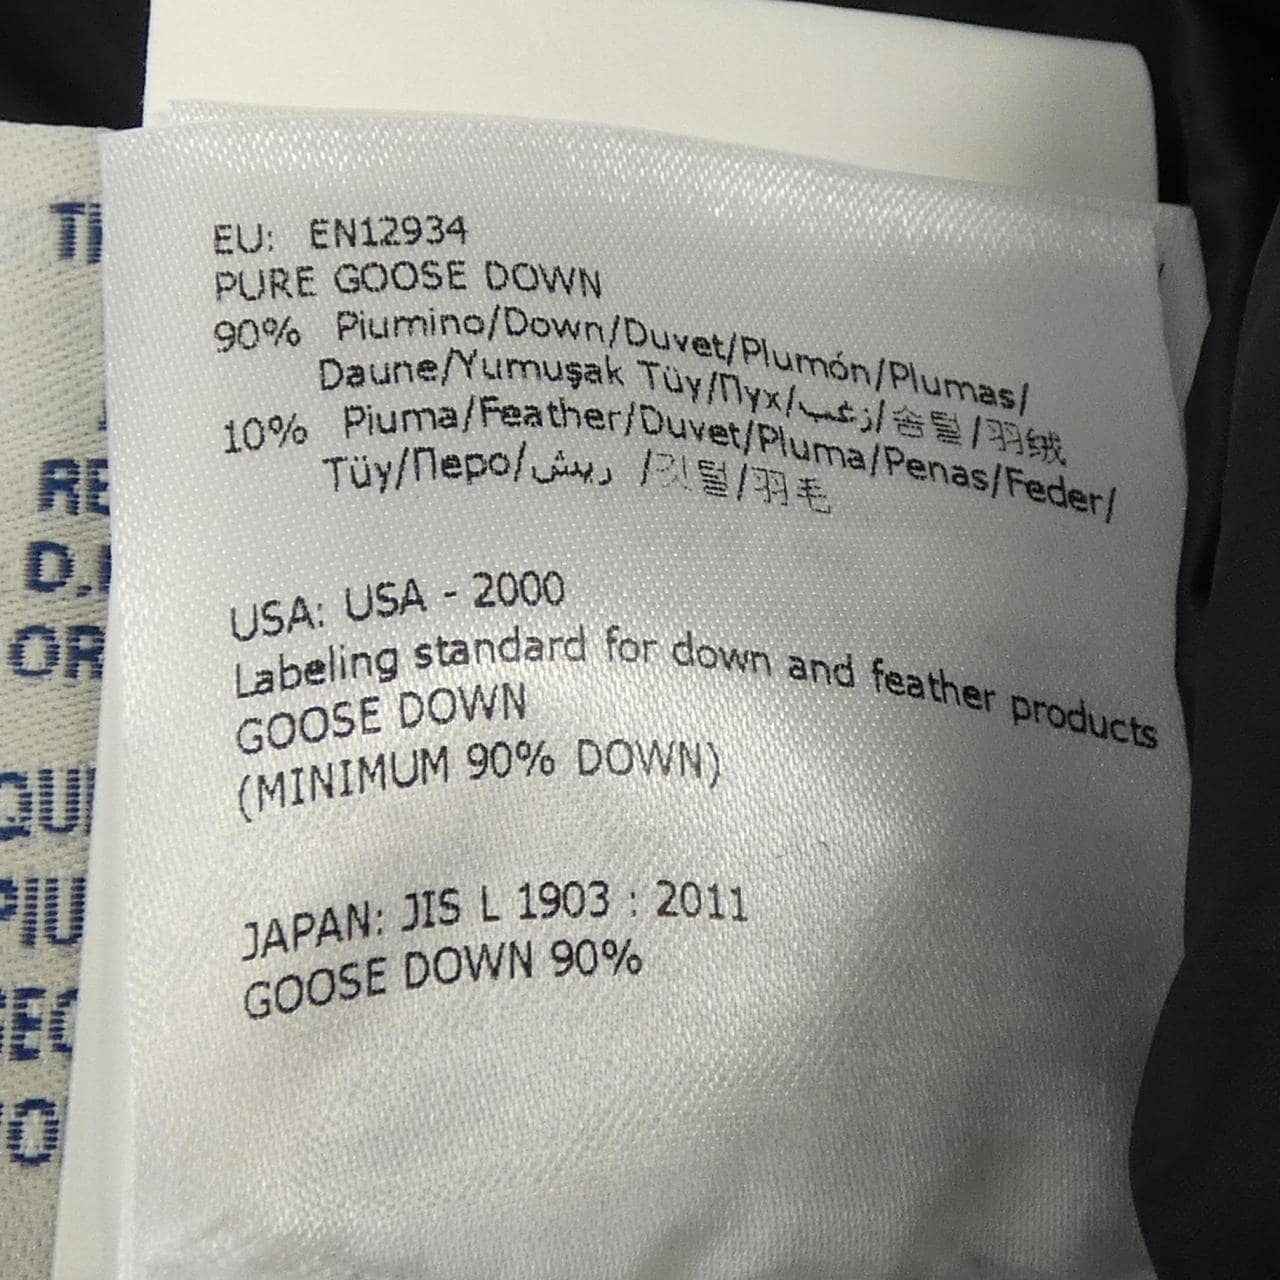 EU: EN12934
PURE GOOSE DOWN
90% Piumino/Down/Duvet/Plumón/Plumas/
Daune/Yumuşak Tüy/Пух/زغب/솜털/羽绒
10% Piuma/Feather/Duvet/Pluma/Penas/Feder/
Tüy/Перо/ريش /깃털/羽毛
USA: USA - 2000
Labeling standard for down and feather products
GOOSE DOWN
(MINIMUM 90% DOWN)
JAPAN: JIS L 1903 : 2011
GOOSE DOWN 90%